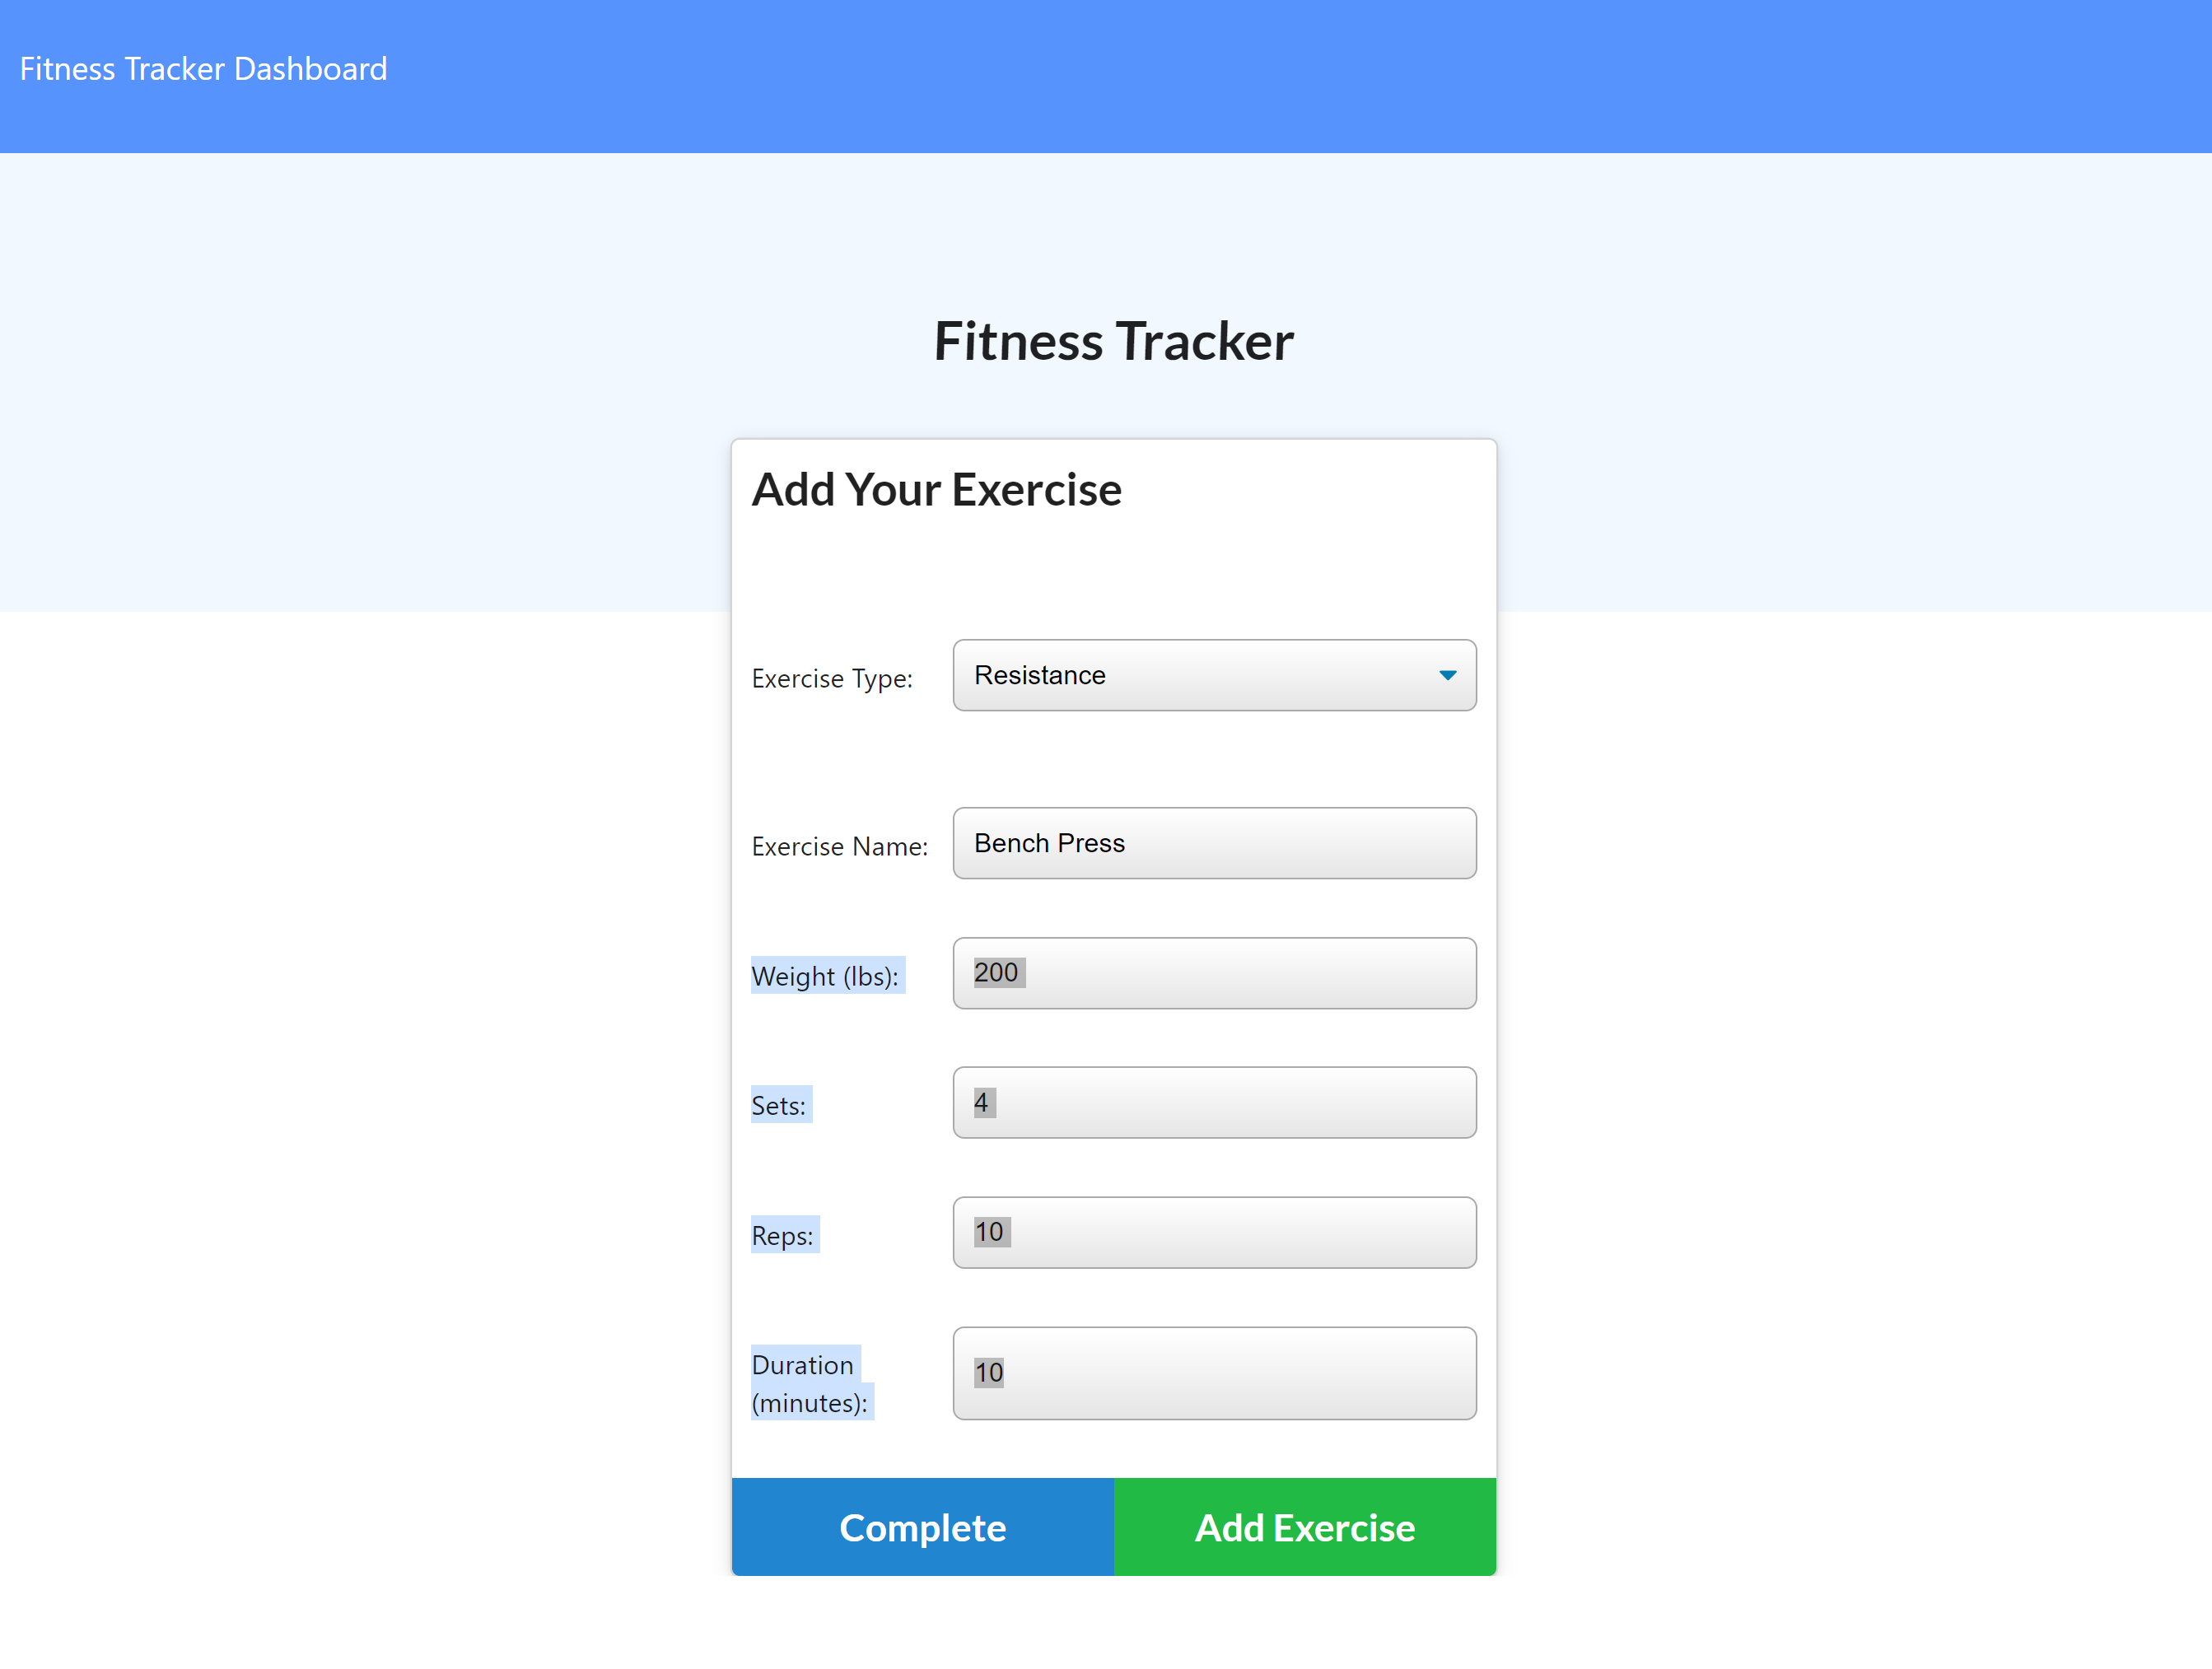 Fitness Tracker Dashboard
Fitness Tracker
Add Your Exercise
Exercise Type: Resistance
Exercise Name: Bench Press
Weight (lbs): 200
Sets: 4
Reps: 10
Duration
(minutes): 10
Complete Add Exercise